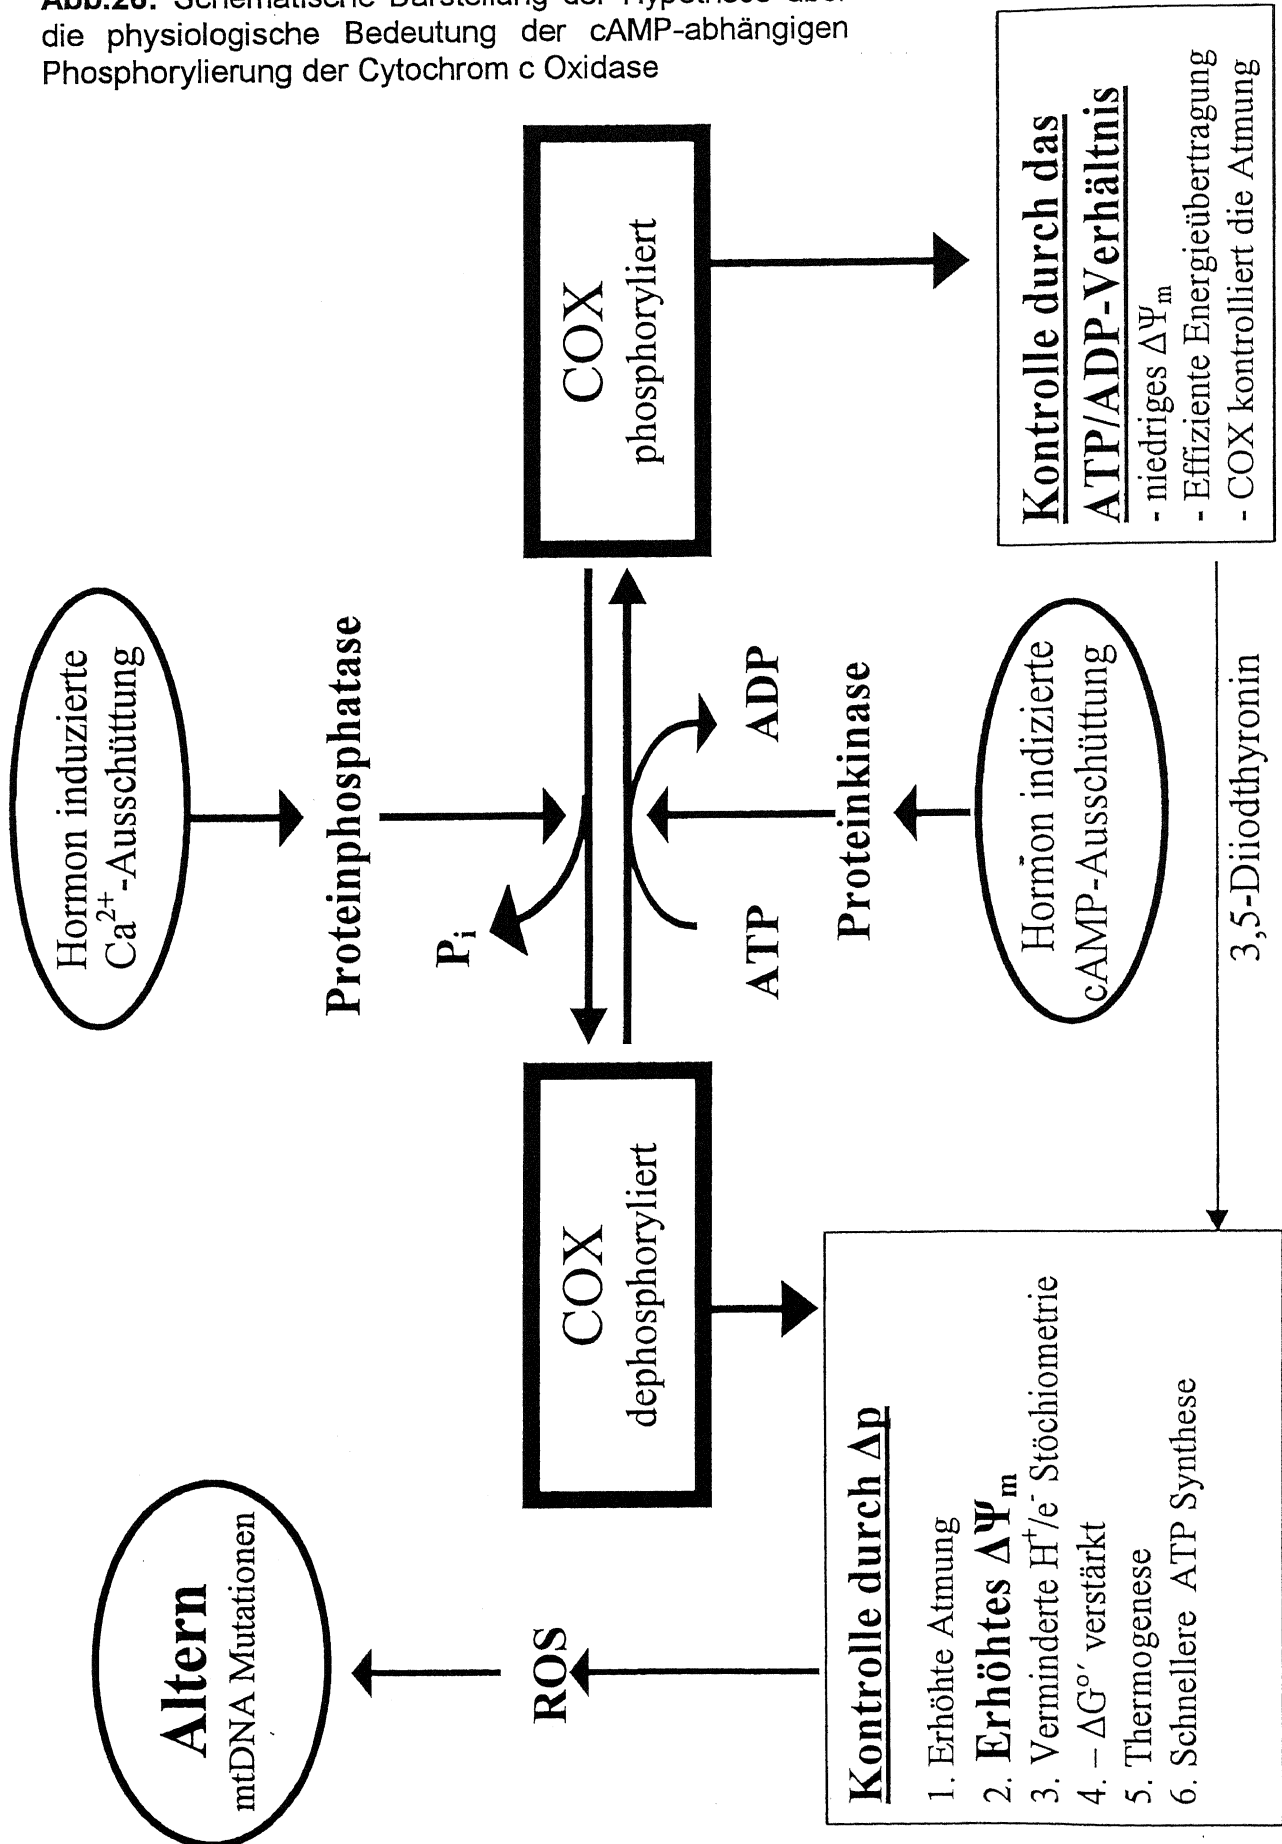 Abb.26: Schematische Darstellung der Hypothese über
die physiologische Bedeutung der cAMP-abhängigen
Phosphorylierung der Cytochrom c Oxidase
Hormon induzierte
Ca²⁺-Ausschüttung
Proteinphosphatase
Pᵢ
ATP
ADP
Proteinkinase
Hormon indizierte
cAMP-Ausschüttung
COX
phosphoryliert
Kontrolle durch das
ATP/ADP-Verhältnis
- niedriges ΔΨₘ
- Effiziente Energieübertragung
- COX kontrolliert die Atmung
3,5-Diiodthyronin
COX
dephosphoryliert
Kontrolle durch Δp
1. Erhöhte Atmung
2. Erhöhtes ΔΨₘ
3. Verminderte H⁺/e⁻ Stöchiometrie
4. – ΔG°′ verstärkt
5. Thermogenese
6. Schnellere ATP Synthese
ROS
Altern
mtDNA Mutationen